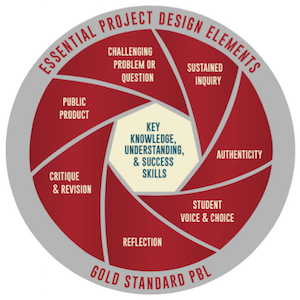 ESSENTIAL PROJECT DESIGN ELEMENTS
CHALLENGING
PROBLEM OR
QUESTION
SUSTAINED
INQUIRY
AUTHENTICITY
STUDENT
VOICE & CHOICE
REFLECTION
CRITIQUE
& REVISION
PUBLIC
PRODUCT
KEY
KNOWLEDGE,
UNDERSTANDING,
& SUCCESS
SKILLS
GOLD STANDARD PBL